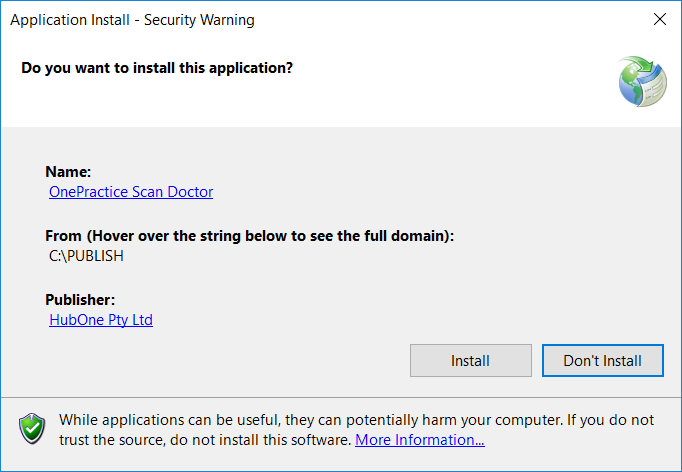 Application Install - Security Warning
Do you want to install this application?
Name:
OnePractice Scan Doctor
From (Hover over the string below to see the full domain):
C:\PUBLISH
Publisher:
HubOne Pty Ltd
Install Don't Install
While applications can be useful, they can potentially harm your computer. If you do not
trust the source, do not install this software. More Information...